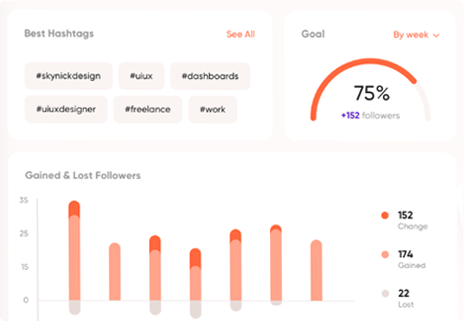 Best Hashtags See All
#skynickdesign #uiux #dashboards
#uiuxdesigner #freelance #work
Goal By week
75%
+152 followers
Gained & Lost Followers
35
25
15
0
152
Change
174
Gained
22
Lost